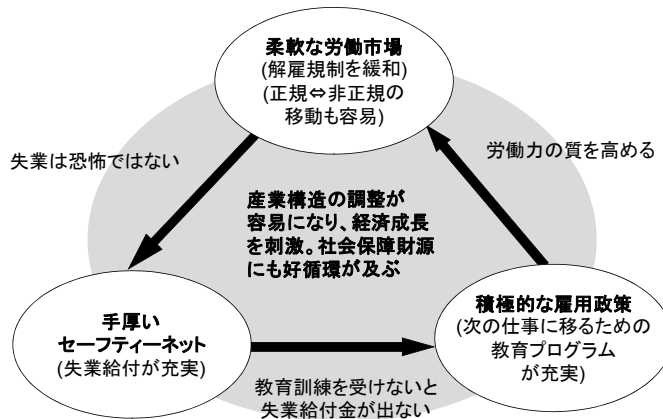 柔軟な労働市場
(解雇規制を緩和)
(正規⇔非正規の
移動も容易)
失業は恐怖ではない
労働力の質を高める
産業構造の調整が
容易になり、経済成長
を刺激。社会保障財源
にも好循環が及ぶ
手厚い
セーフティーネット
(失業給付が充実)
積極的な雇用政策
(次の仕事に移るための
教育プログラム
が充実)
教育訓練を受けないと
失業給付金が出ない